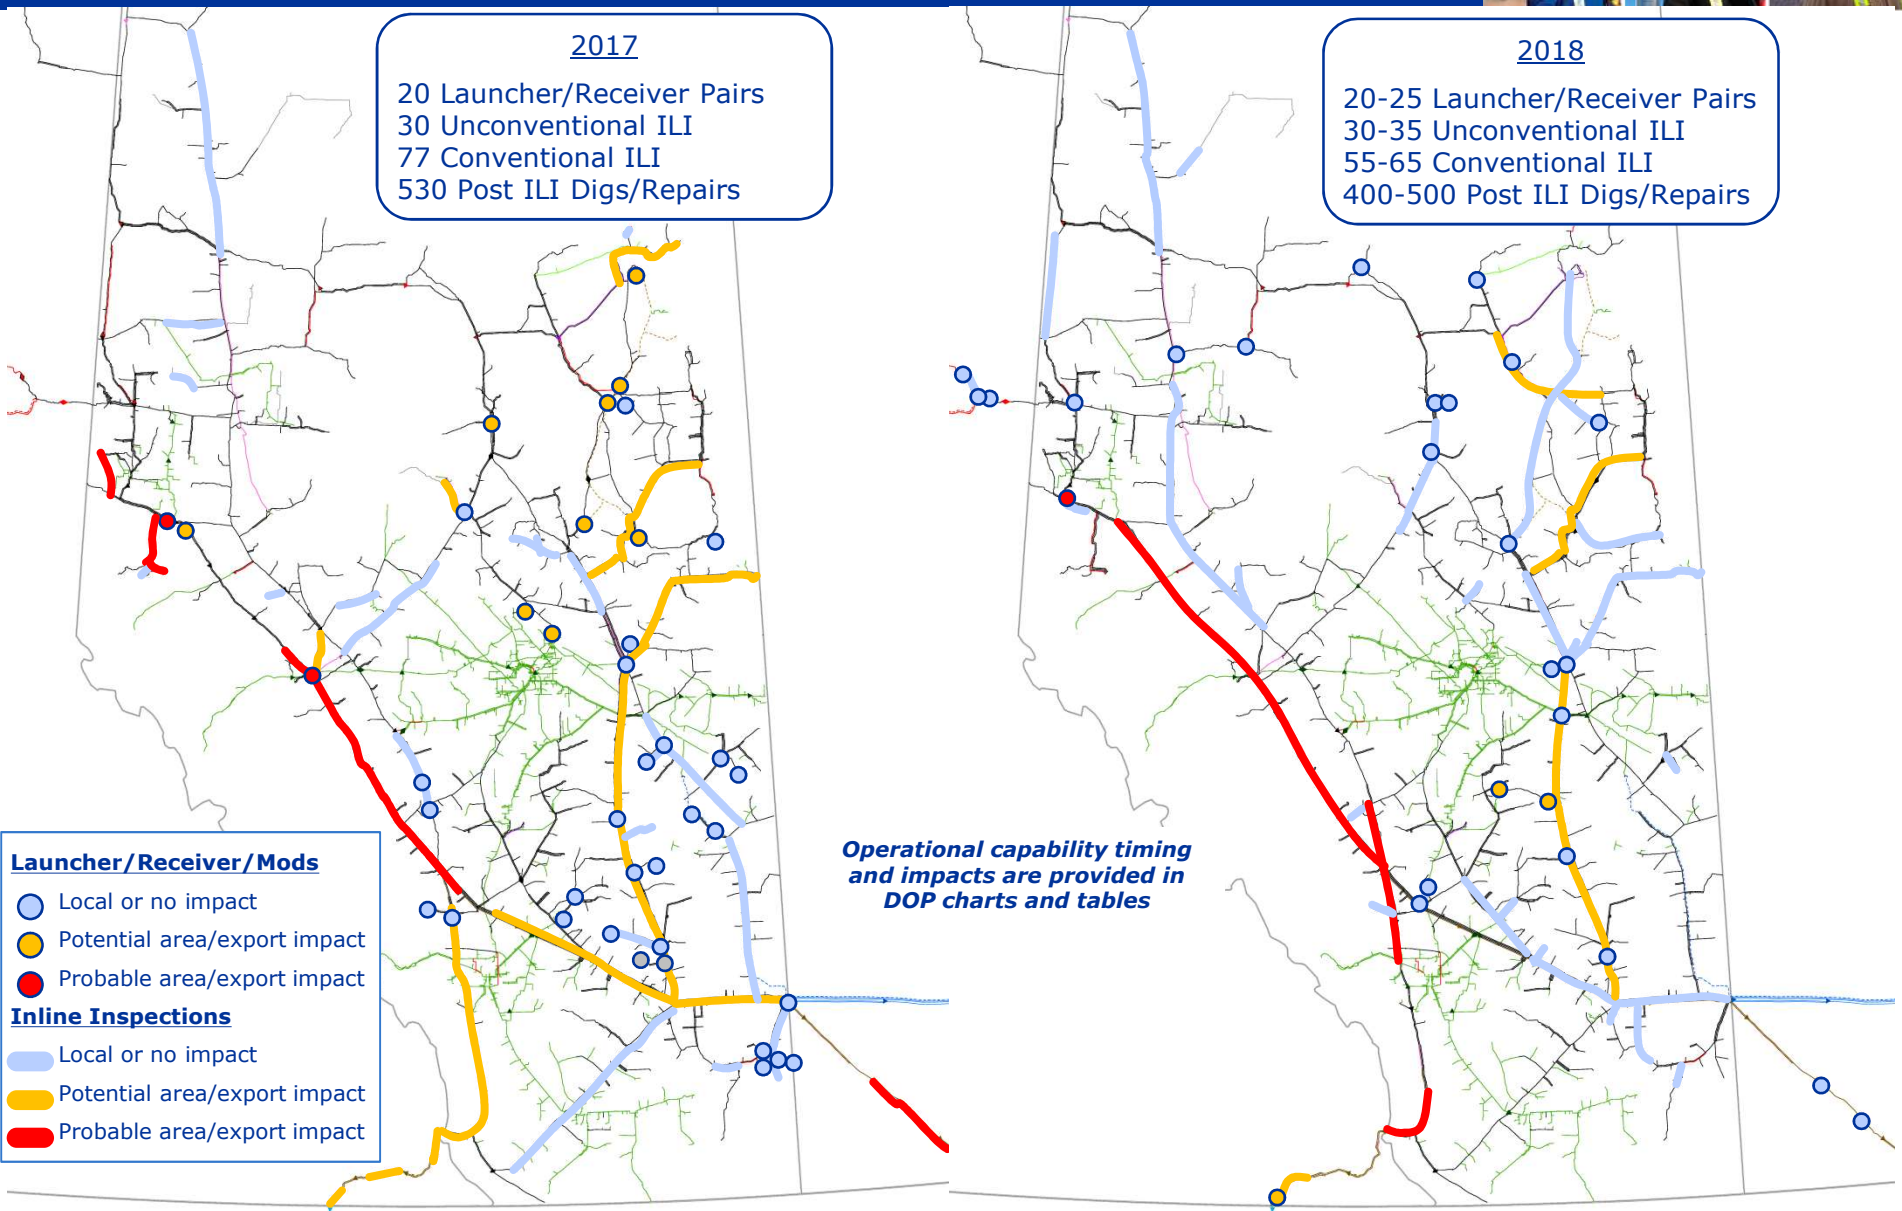 2017
20 Launcher/Receiver Pairs
30 Unconventional ILI
77 Conventional ILI
530 Post ILI Digs/Repairs
2018
20-25 Launcher/Receiver Pairs
30-35 Unconventional ILI
55-65 Conventional ILI
400-500 Post ILI Digs/Repairs
Operational capability timing
and impacts are provided in
DOP charts and tables
Launcher/Receiver/Mods
Local or no impact
Potential area/export impact
Probable area/export impact
Inline Inspections
Local or no impact
Potential area/export impact
Probable area/export impact